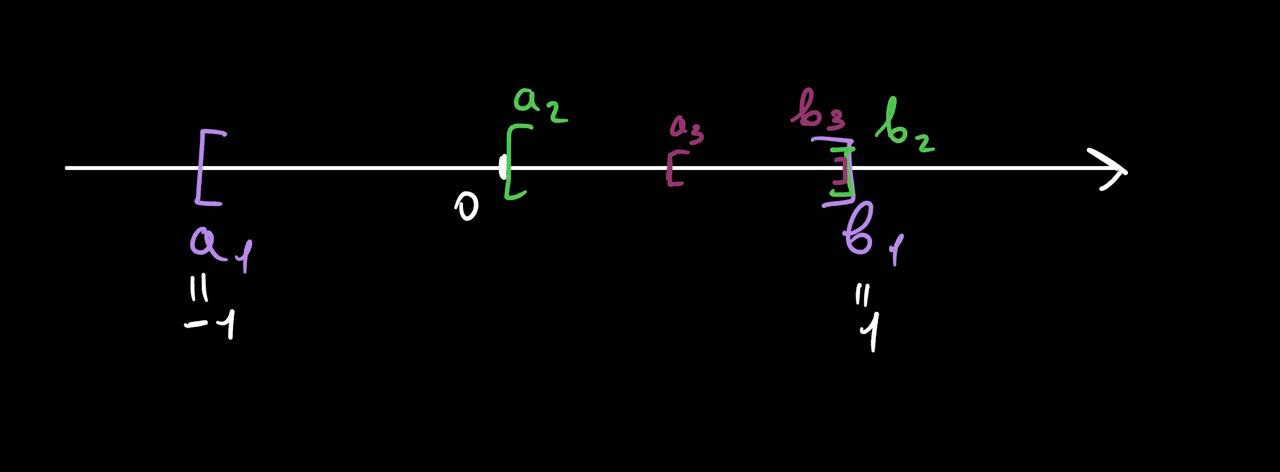 a₂
a₃ b₃ b₂
0
a₁ b₁
= =
-1 1